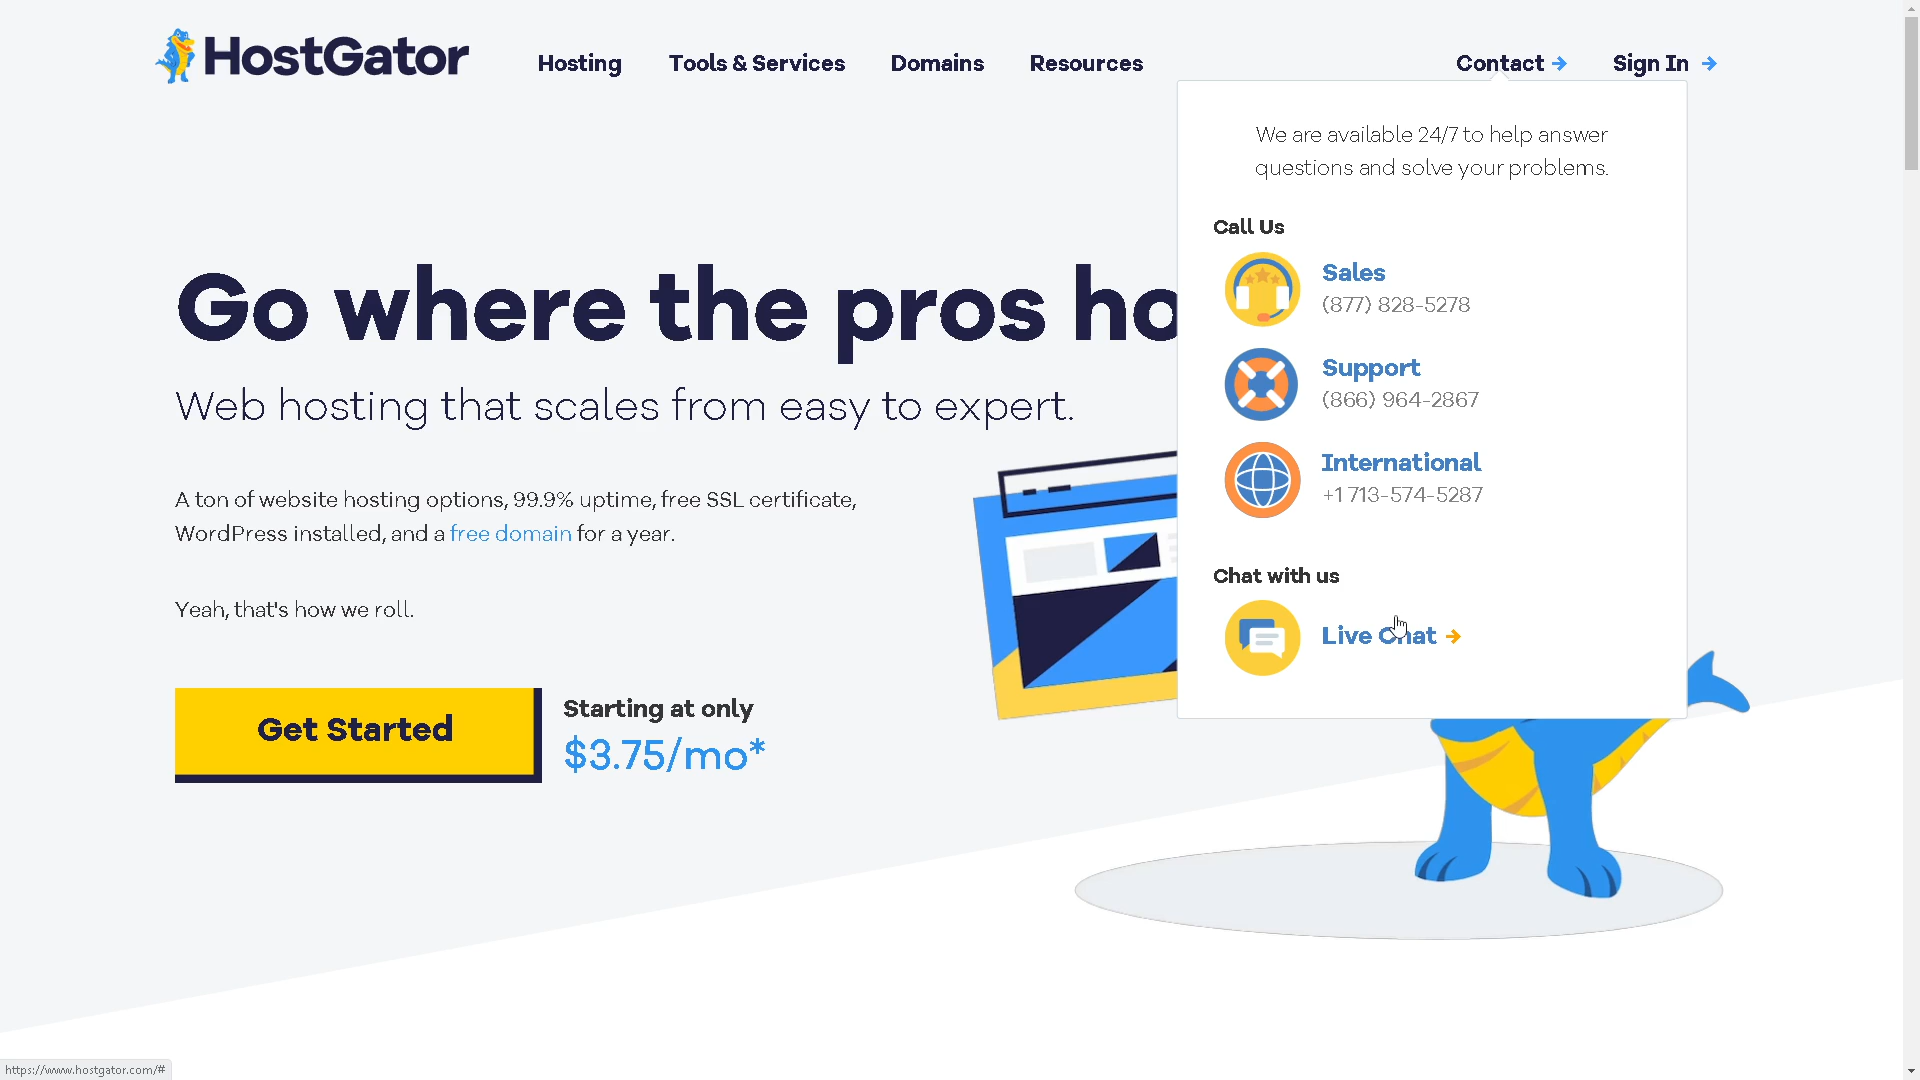 HostGator
Hosting
Tools & Services
Domains
Resources
Contact
Sign In
We are available 24/7 to help answer
questions and solve your problems.
Call Us
Sales
(877) 828-5278
Support
(866) 964-2867
International
+1 713-574-5287
Chat with us
Live Chat
Go where the pros ho
Web hosting that scales from easy to expert.
A ton of website hosting options, 99.9% uptime, free SSL certificate,
WordPress installed, and a free domain for a year.
Yeah, that's how we roll.
Get Started
Starting at only
$3.75/mo*
https://www.hostgator.com/#